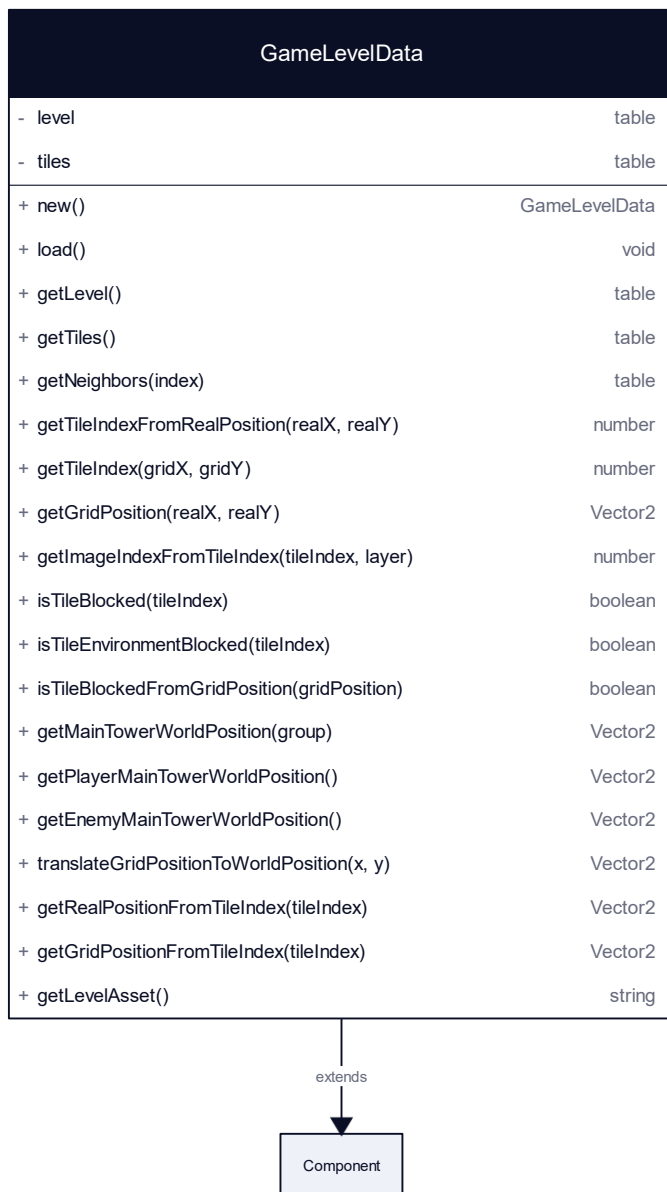 GameLevelData
- level table
- tiles table
+ new() GameLevelData
+ load() void
+ getLevel() table
+ getTiles() table
+ getNeighbors(index) table
+ getTileIndexFromRealPosition(realX, realY) number
+ getTileIndex(gridX, gridY) number
+ getGridPosition(realX, realY) Vector2
+ getImageIndexFromTileIndex(tileIndex, layer) number
+ isTileBlocked(tileIndex) boolean
+ isTileEnvironmentBlocked(tileIndex) boolean
+ isTileBlockedFromGridPosition(gridPosition) boolean
+ getMainTowerWorldPosition(group) Vector2
+ getPlayerMainTowerWorldPosition() Vector2
+ getEnemyMainTowerWorldPosition() Vector2
+ translateGridPositionToWorldPosition(x, y) Vector2
+ getRealPositionFromTileIndex(tileIndex) Vector2
+ getGridPositionFromTileIndex(tileIndex) Vector2
+ getLevelAsset() string
extends
Component